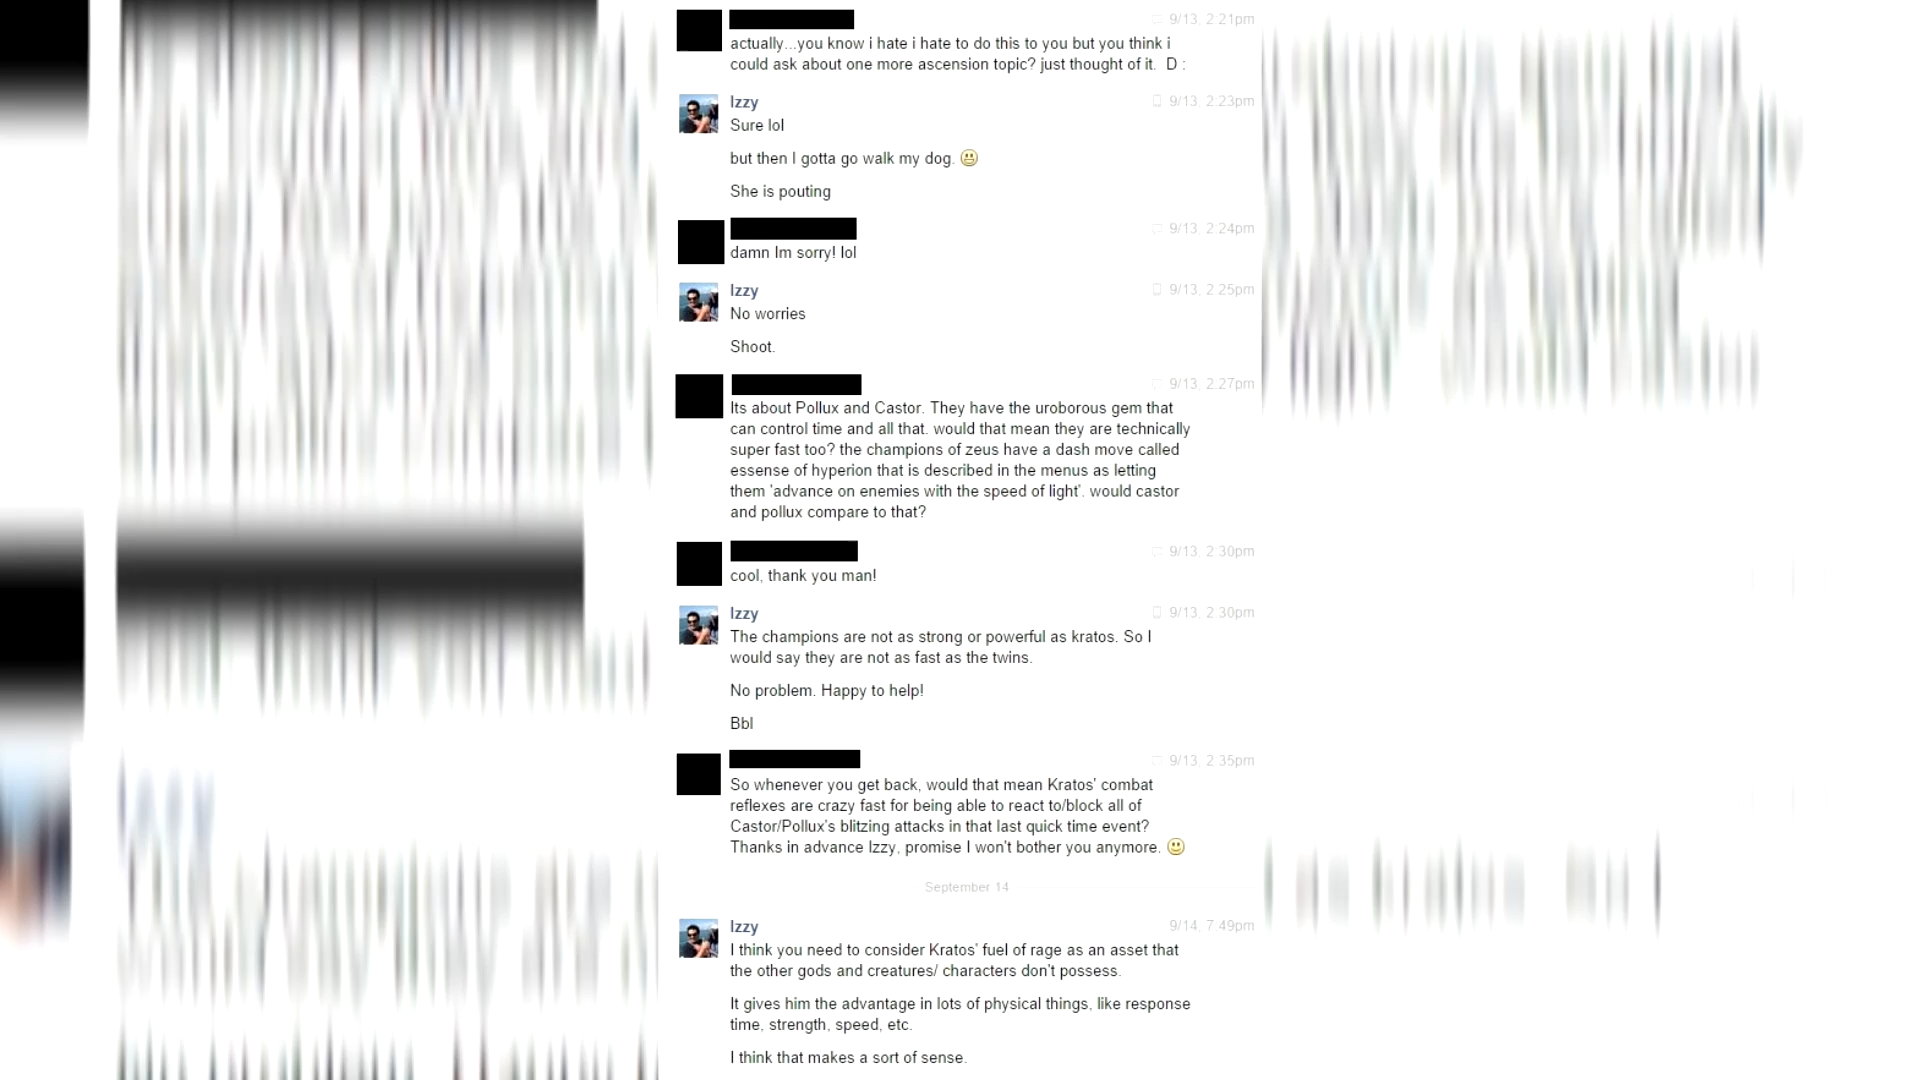 9/13, 2:21pm
actually...you know i hate i hate to do this to you but you think i
could ask about one more ascension topic? just thought of it.  D :
Izzy
9/13, 2:23pm
Sure lol
but then I gotta go walk my dog.
She is pouting
9/13, 2:24pm
damn Im sorry! lol
Izzy
9/13, 2:25pm
No worries
Shoot.
9/13, 2:27pm
Its about Pollux and Castor. They have the uroborous gem that
can control time and all that. would that mean they are technically
super fast too? the champions of zeus have a dash move called
essense of hyperion that is described in the menus as letting
them 'advance on enemies with the speed of light'. would castor
and pollux compare to that?
9/13, 2:30pm
cool, thank you man!
Izzy
9/13, 2:30pm
The champions are not as strong or powerful as kratos. So I
would say they are not as fast as the twins.
No problem. Happy to help!
Bbl
9/13, 2:35pm
So whenever you get back, would that mean Kratos' combat
reflexes are crazy fast for being able to react to/block all of
Castor/Pollux's blitzing attacks in that last quick time event?
Thanks in advance Izzy, promise I won't bother you anymore.
September 14
Izzy
9/14, 7:49pm
I think you need to consider Kratos' fuel of rage as an asset that
the other gods and creatures/ characters don't possess.
It gives him the advantage in lots of physical things, like response
time, strength, speed, etc.
I think that makes a sort of sense.